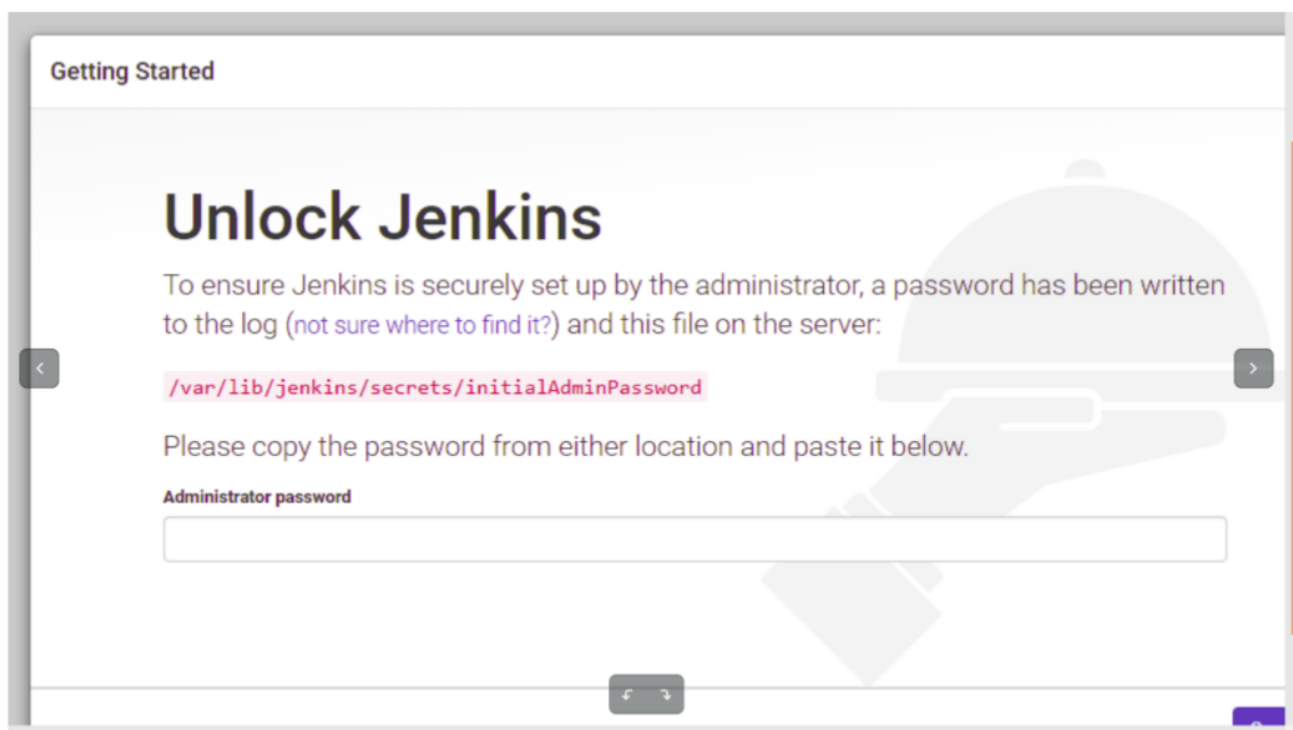 Getting Started
Unlock Jenkins
To ensure Jenkins is securely set up by the administrator, a password has been written
to the log (not sure where to find it?) and this file on the server:
/var/lib/jenkins/secrets/initialAdminPassword
Please copy the password from either location and paste it below.
Administrator password